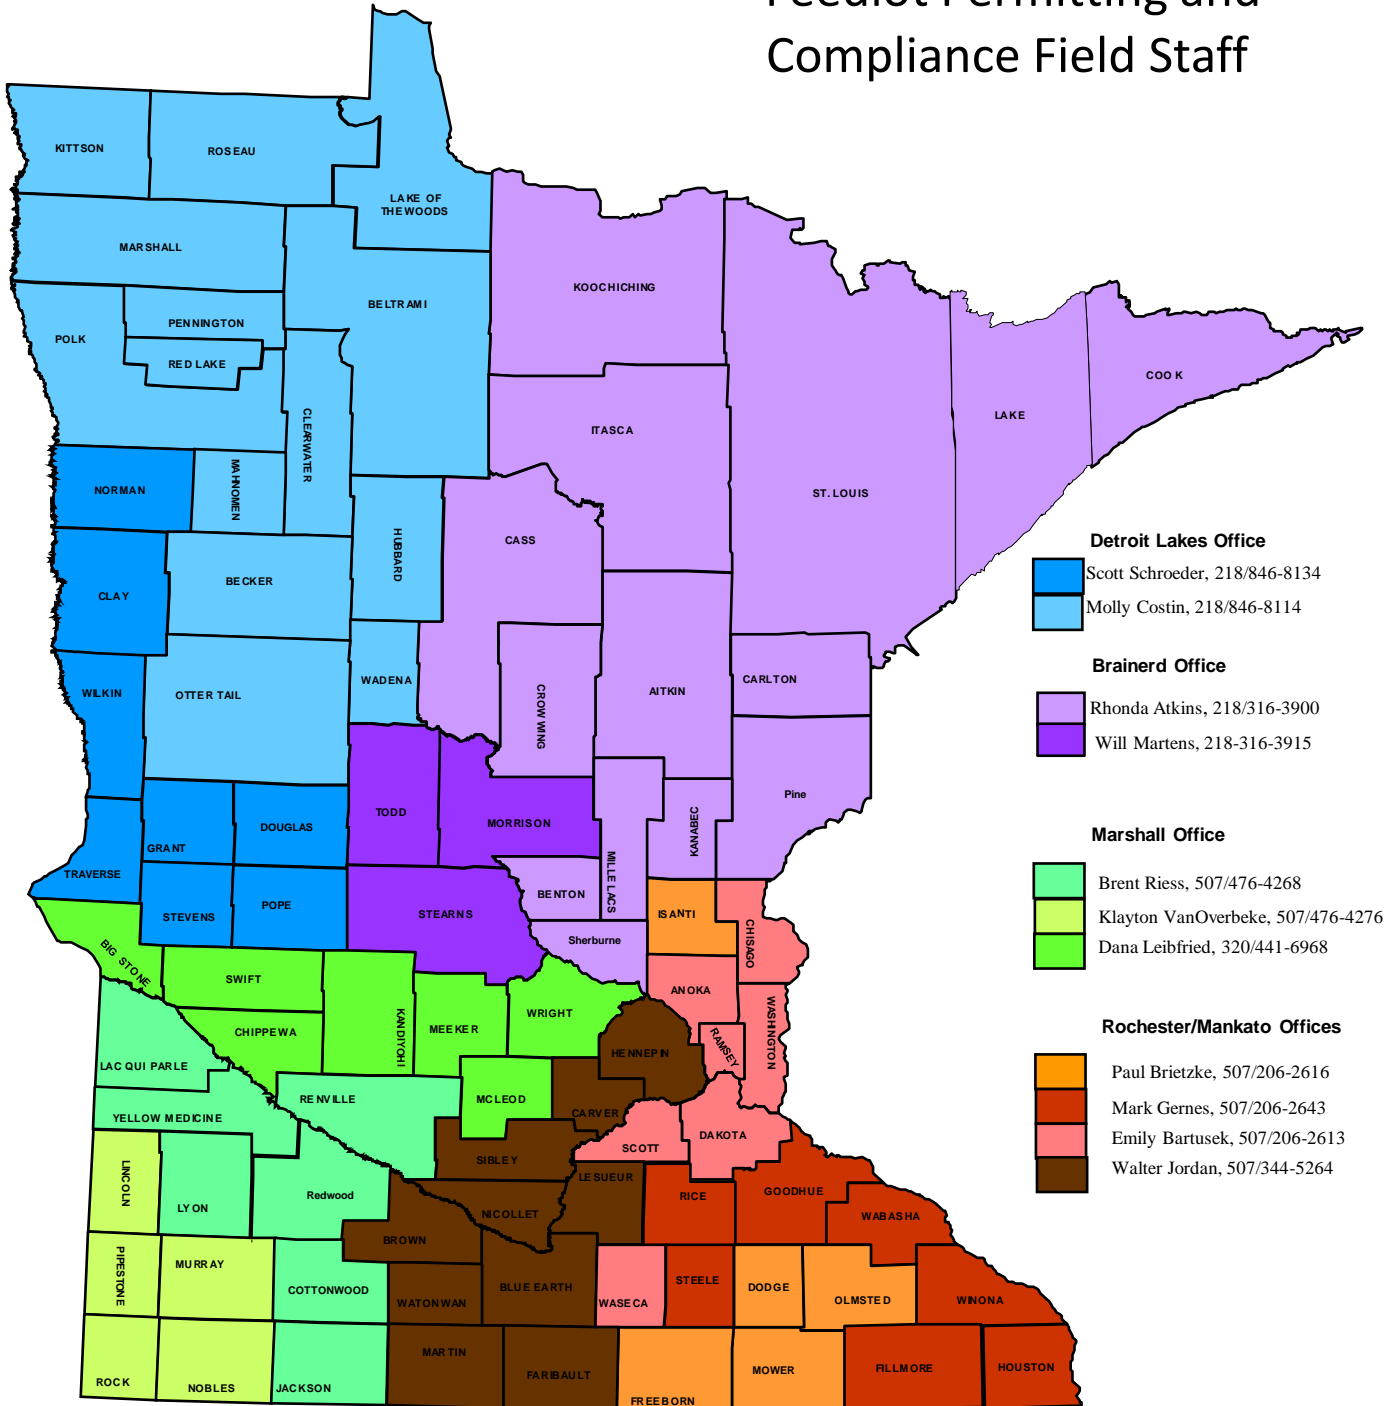 Feedlot Permitting and
Compliance Field Staff
KITTSON
ROSEAU
LAKE OF
THE WOODS
MARSHALL
KOOCHICHING
BELTRAMI
PENNINGTON
POLK
RED LAKE
COOK
LAKE
CLEARWATER
ITASCA
MAHNOMEN
NORMAN
ST. LOUIS
HUBBARD
CASS
BECKER
CLAY
WADENA
CARLTON
AITKIN
WILKIN
OTTER TAIL
CROW WING
Pine
TODD
MORRISON
DOUGLAS
GRANT
KANABEC
MILLE LACS
TRAVERSE
BENTON
POPE
STEVENS
STEARNS
ISANTI
CHISAGO
Sherburne
BIG STONE
SWIFT
ANOKA
WRIGHT
WASHINGTON
KANDIYOHI
MEEKER
CHIPPEWA
RAMSEY
HENNEPIN
LAC QUI PARLE
RENVILLE
MCLEOD
CARVER
YELLOW MEDICINE
DAKOTA
SCOTT
SIBLEY
LINCOLN
LE SUEUR
Redwood
RICE
GOODHUE
LYON
NICOLLET
WABASHA
BROWN
PIPESTONE
MURRAY
STEELE
DODGE
BLUE EARTH
COTTONWOOD
OLMSTED
WINONA
WATONWAN
WASECA
MARTIN
FILLMORE
HOUSTON
MOWER
FARIBAULT
ROCK
NOBLES
JACKSON
FREEBORN
Detroit Lakes Office
Scott Schroeder, 218/846-8134
Molly Costin, 218/846-8114
Brainerd Office
Rhonda Atkins, 218/316-3900
Will Martens, 218-316-3915
Marshall Office
Brent Riess, 507/476-4268
Klayton VanOverbeke, 507/476-4276
Dana Leibfried, 320/441-6968
Rochester/Mankato Offices
Paul Brietzke, 507/206-2616
Mark Gernes, 507/206-2643
Emily Bartusek, 507/206-2613
Walter Jordan, 507/344-5264